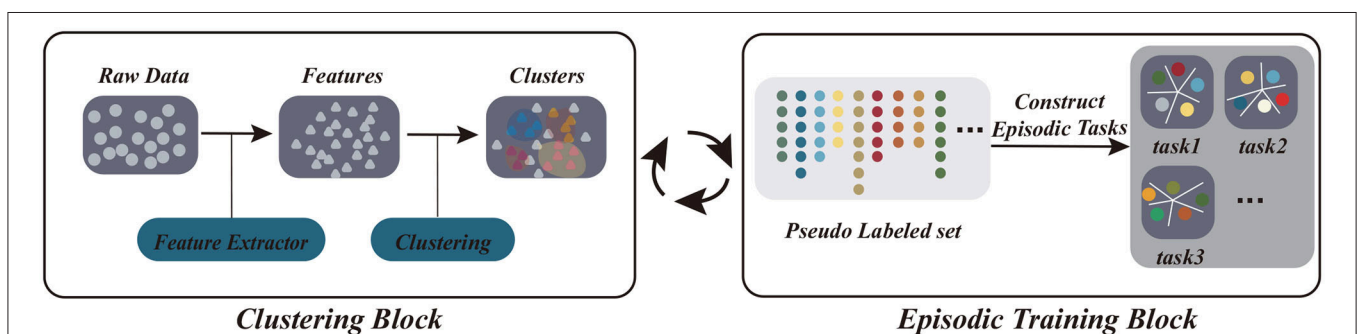 Raw Data
Features
Clusters
Feature Extractor
Clustering
Clustering Block
...
Pseudo Labeled set
Construct
Episodic Tasks
task1
task2
task3
...
Episodic Training Block